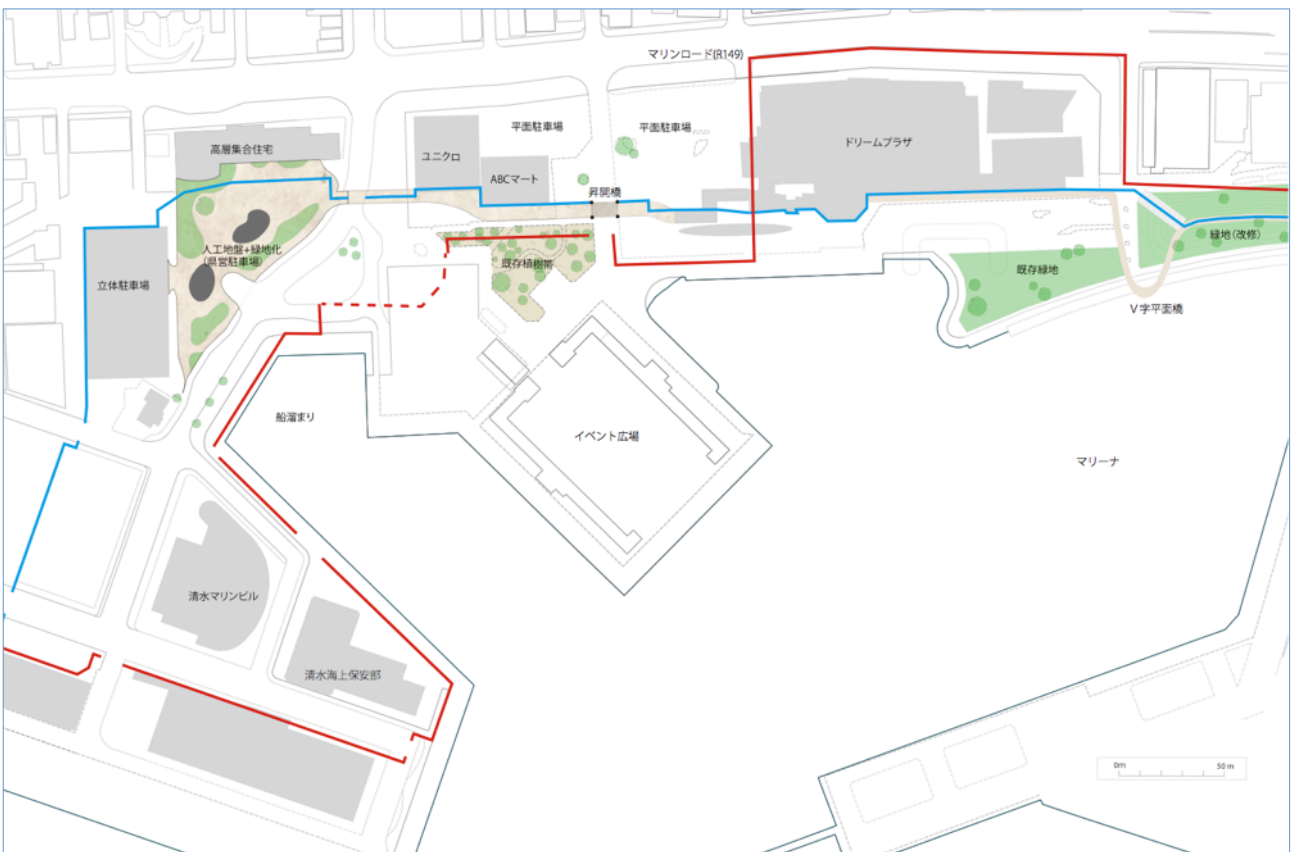 マリンロード(R149)
平面駐車場
平面駐車場
高層集合住宅
ユニクロ
ドリームプラザ
ABCマート
昇開橋
人工地盤+緑地化
(県営駐車場)
緑地(改修)
既存植樹帯
既存緑地
立体駐車場
V字平面橋
船溜まり
イベント広場
マリーナ
清水マリンビル
清水海上保安部
0m
50 m